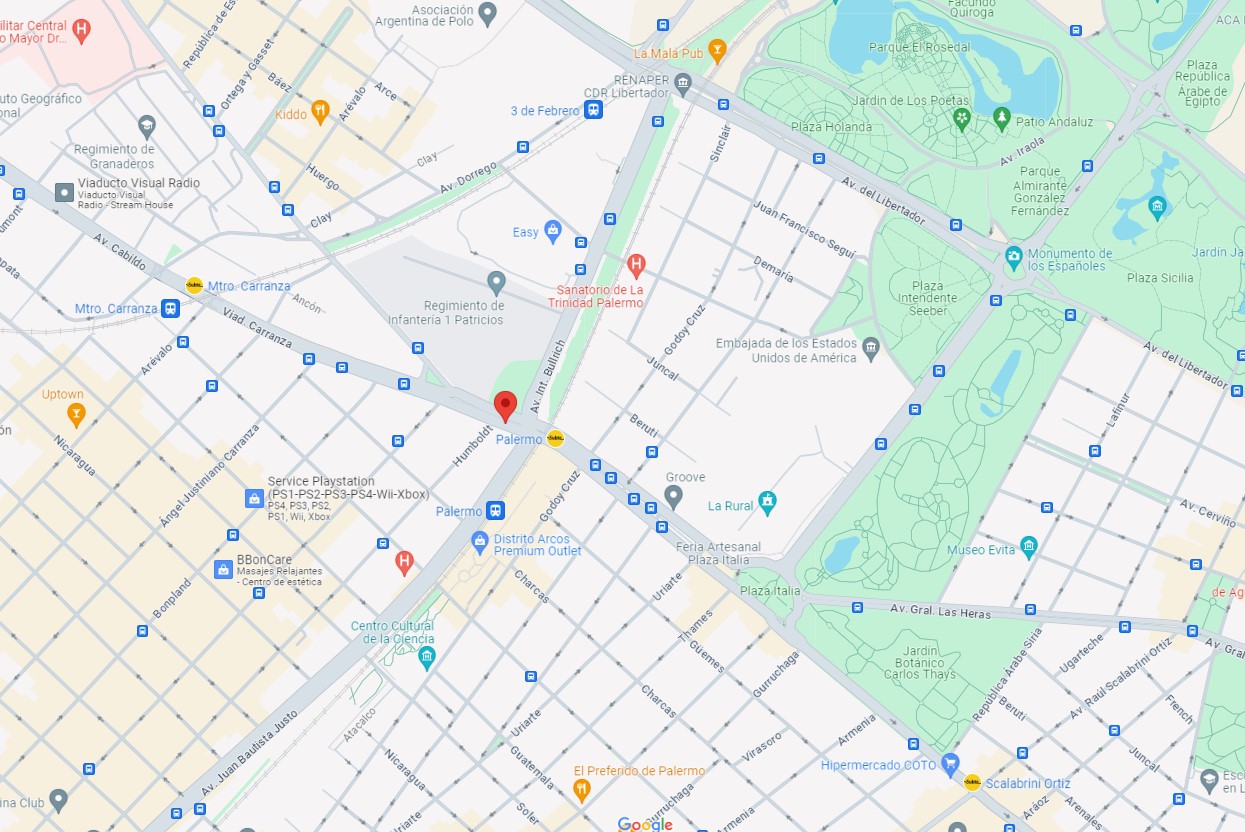 Asociación
Argentina de Polo
Facundo
Quiroga
ACA
ilitar Central
o Mayor Dr...
República de Es
La Mala Pub
Parque El Rosedal
Plaza
República
Árabe de
Egipto
Ortega y Gasset
Báez
Arce
Arévalo
RENAPER
CDR Libertador
uto Geográfico
onal
Kiddo
3 de Febrero
Jardín de Los Poetas
Patio Andaluz
Plaza Holanda
Sinclair
Av. Iraola
Regimiento de
Granaderos
Clay
Huergo
Av. Dorrego
Parque
Almirante
González
Fernández
Viaducto Visual Radio
Viaducto Visual
Radio - Stream House
Av. del Libertador
Clay
Juan Francisco Seguí
Easy
Av. Cabildo
Monumento de
los Españoles
Jardín Ja
Demaría
Plaza Sicilia
Mtro. Carranza
Sanatorio de La
Trinidad Palermo
Plaza
Intendente
Seeber
Mtro. Carranza
Ancón
Regimiento de
Infantería 1 Patricios
Viad. Carranza
Godoy Cruz
Embajada de los Estados
Unidos de América
Av. del Libertador
Arévalo
Juncal
Av. Int. Bullrich
Uptown
Lafinur
Nicaragua
Ángel Justiniano Carranza
Humboldt
Palermo
Beruti
Service Playstation
(PS1-PS2-PS3-PS4-Wii-Xbox)
PS4, PS3, PS2,
PS1, Wii, Xbox
Groove
Godoy Cruz
La Rural
Palermo
Av. Cerviño
Distrito Arcos
Premium Outlet
Feria Artesanal
Plaza Italia
Museo Evita
BBonCare
Masajes Relajantes
- Centro de estética
Charcas
Uriarte
Plaza Italia
de Ag
Bonpland
Av. Gral. Las Heras
Centro Cultural
de la Ciencia
Thames
Güemes
Av. Gral
Ugarteche
República Árabe Siria
Jardín
Botánico
Carlos Thays
Gurruchaga
Av. Raúl Scalabrini Ortiz
Charcas
Beruti
French
Atacalco
Av. Juan Bautista Justo
Uriarte
Armenia
Virasoro
Juncal
Nicaragua
Guatemala
Hipermercado COTO
El Preferido de Palermo
Scalabrini Ortiz
Esc
en L
ina Club
Gurruchaga
Aráoz
Arenales
Uriarte
Soler
Armenia
Google